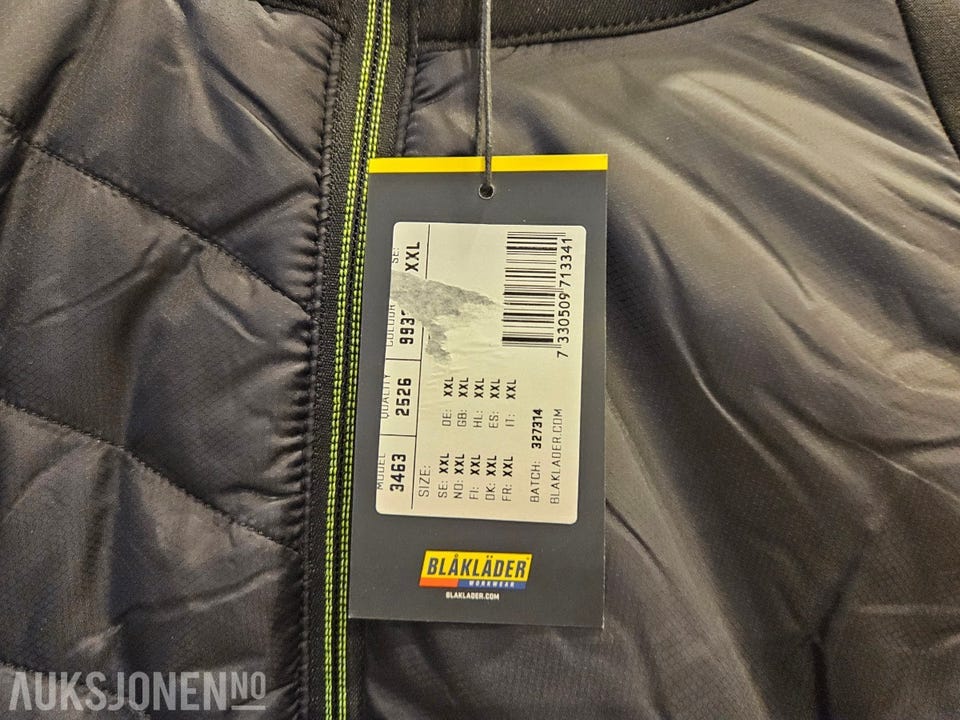 MODEL QUALITY COLOUR SE:
3463 2526 993 XXL
SIZE:
SE: XXL DE: XXL
NO: XXL GB: XXL
FI: XXL HL: XXL
DK: XXL ES: XXL
FR: XXL IT: XXL
BATCH: 327314
BLAKLADER.COM
7 330509 713341
BLÅKLÄDER
WORKWEAR
BLAKLADER.COM
AUKSJONEN NO